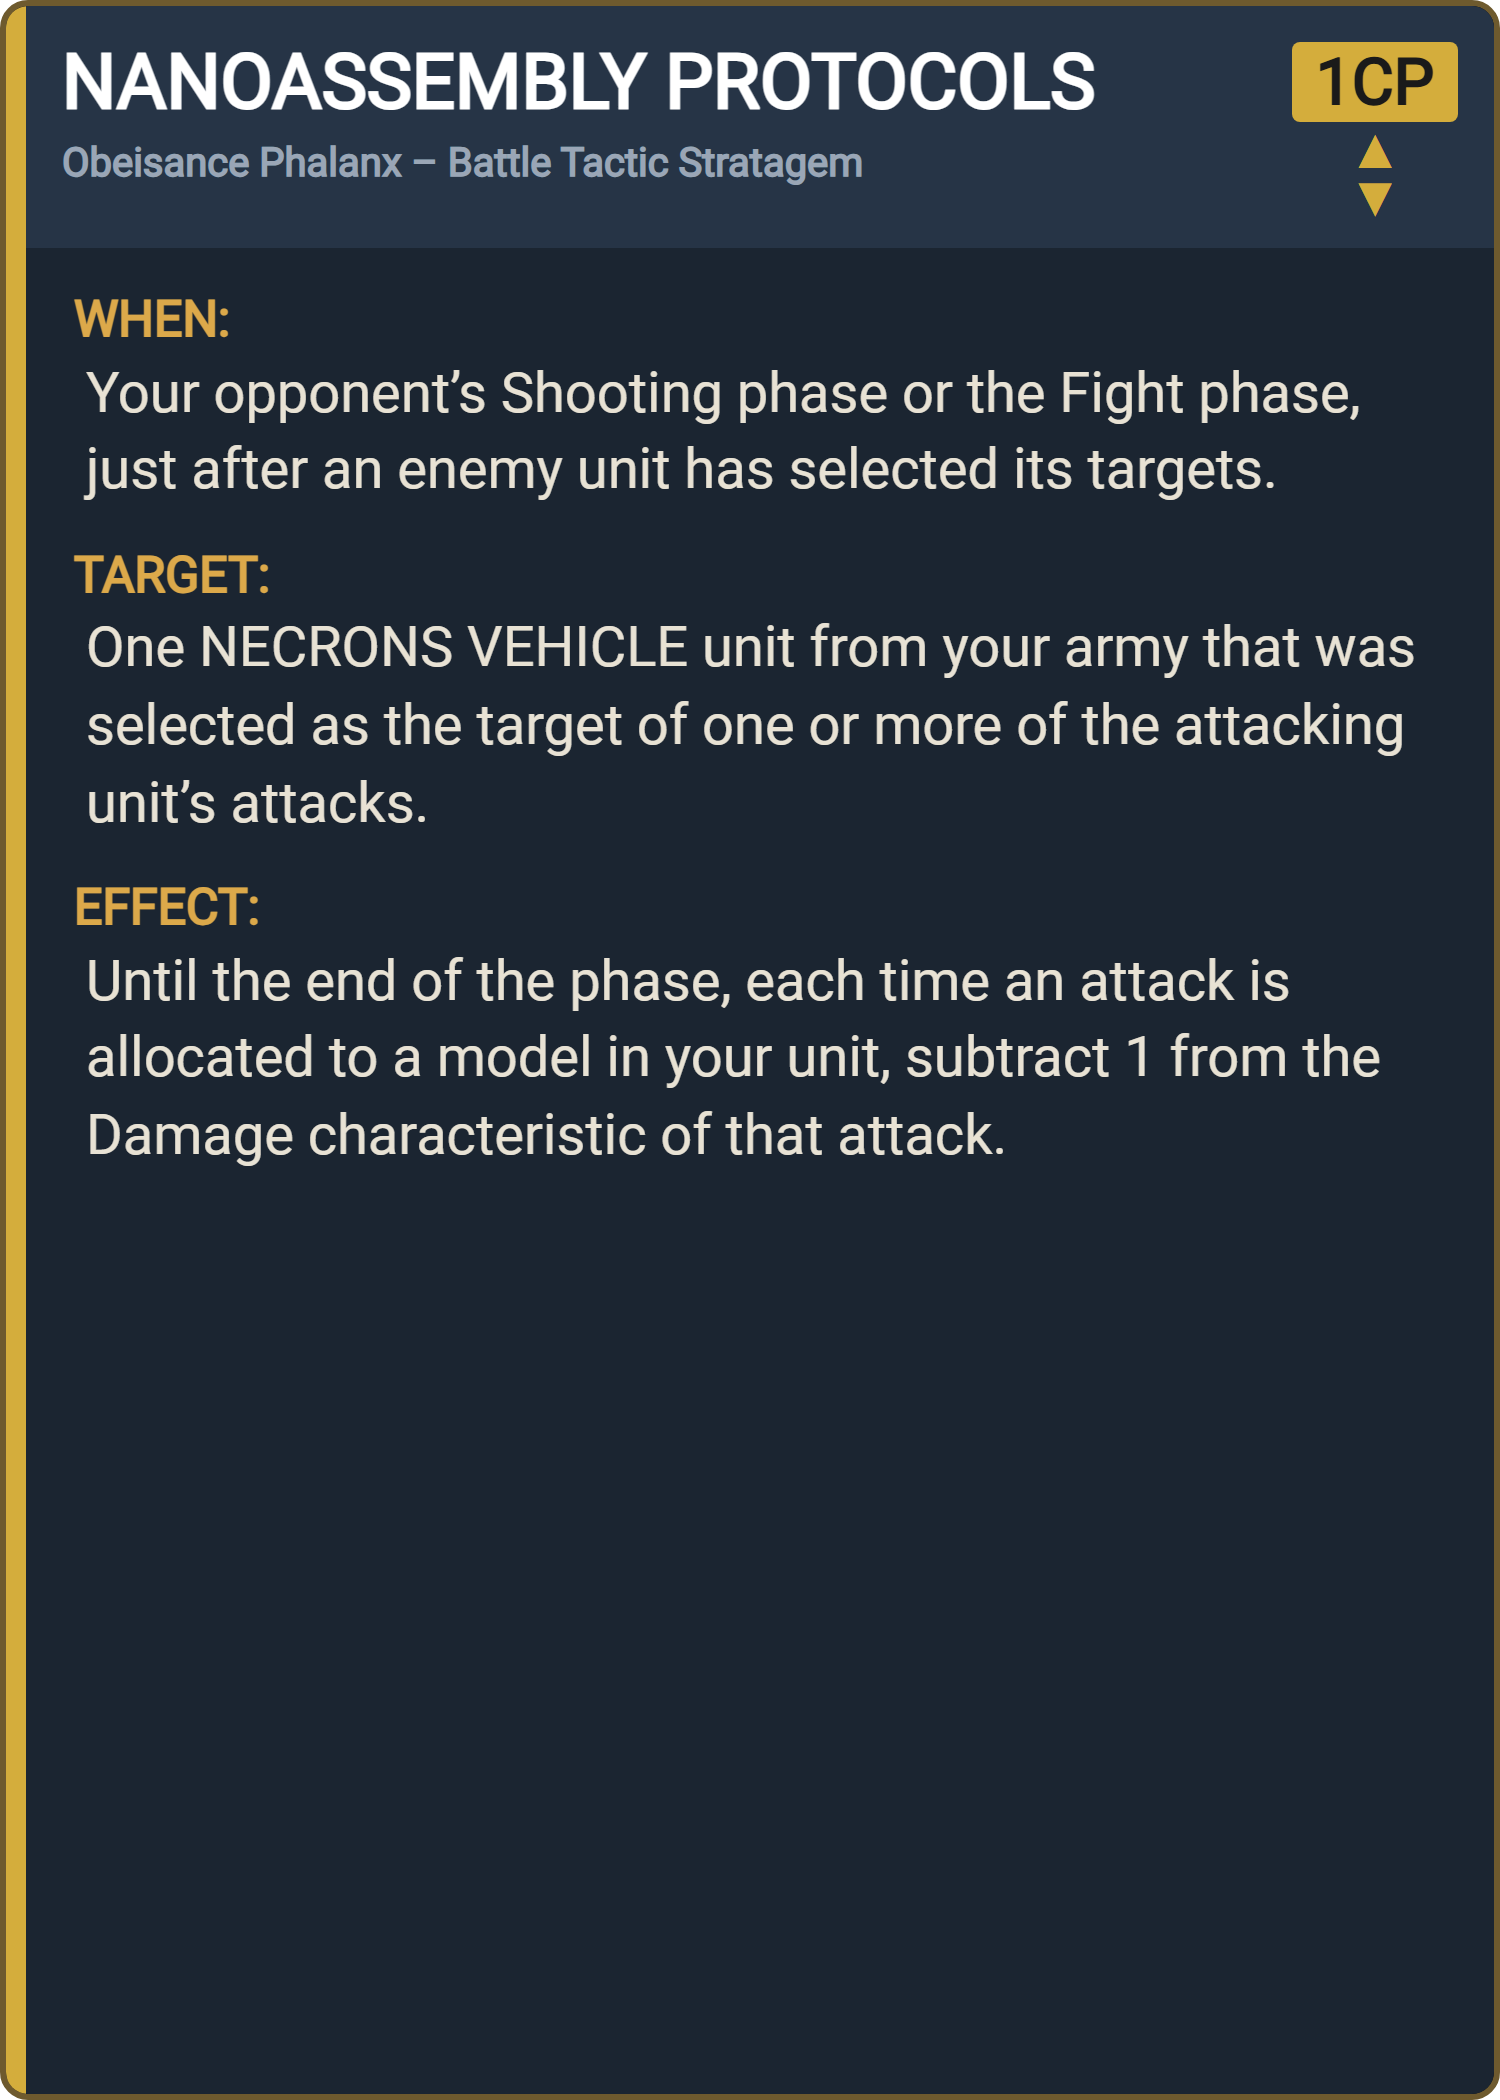 NANOASSEMBLY PROTOCOLS
1CP
Obeisance Phalanx – Battle Tactic Stratagem
▲
▼
WHEN:
Your opponent’s Shooting phase or the Fight phase,
just after an enemy unit has selected its targets.
TARGET:
One NECRONS VEHICLE unit from your army that was
selected as the target of one or more of the attacking
unit’s attacks.
EFFECT:
Until the end of the phase, each time an attack is
allocated to a model in your unit, subtract 1 from the
Damage characteristic of that attack.